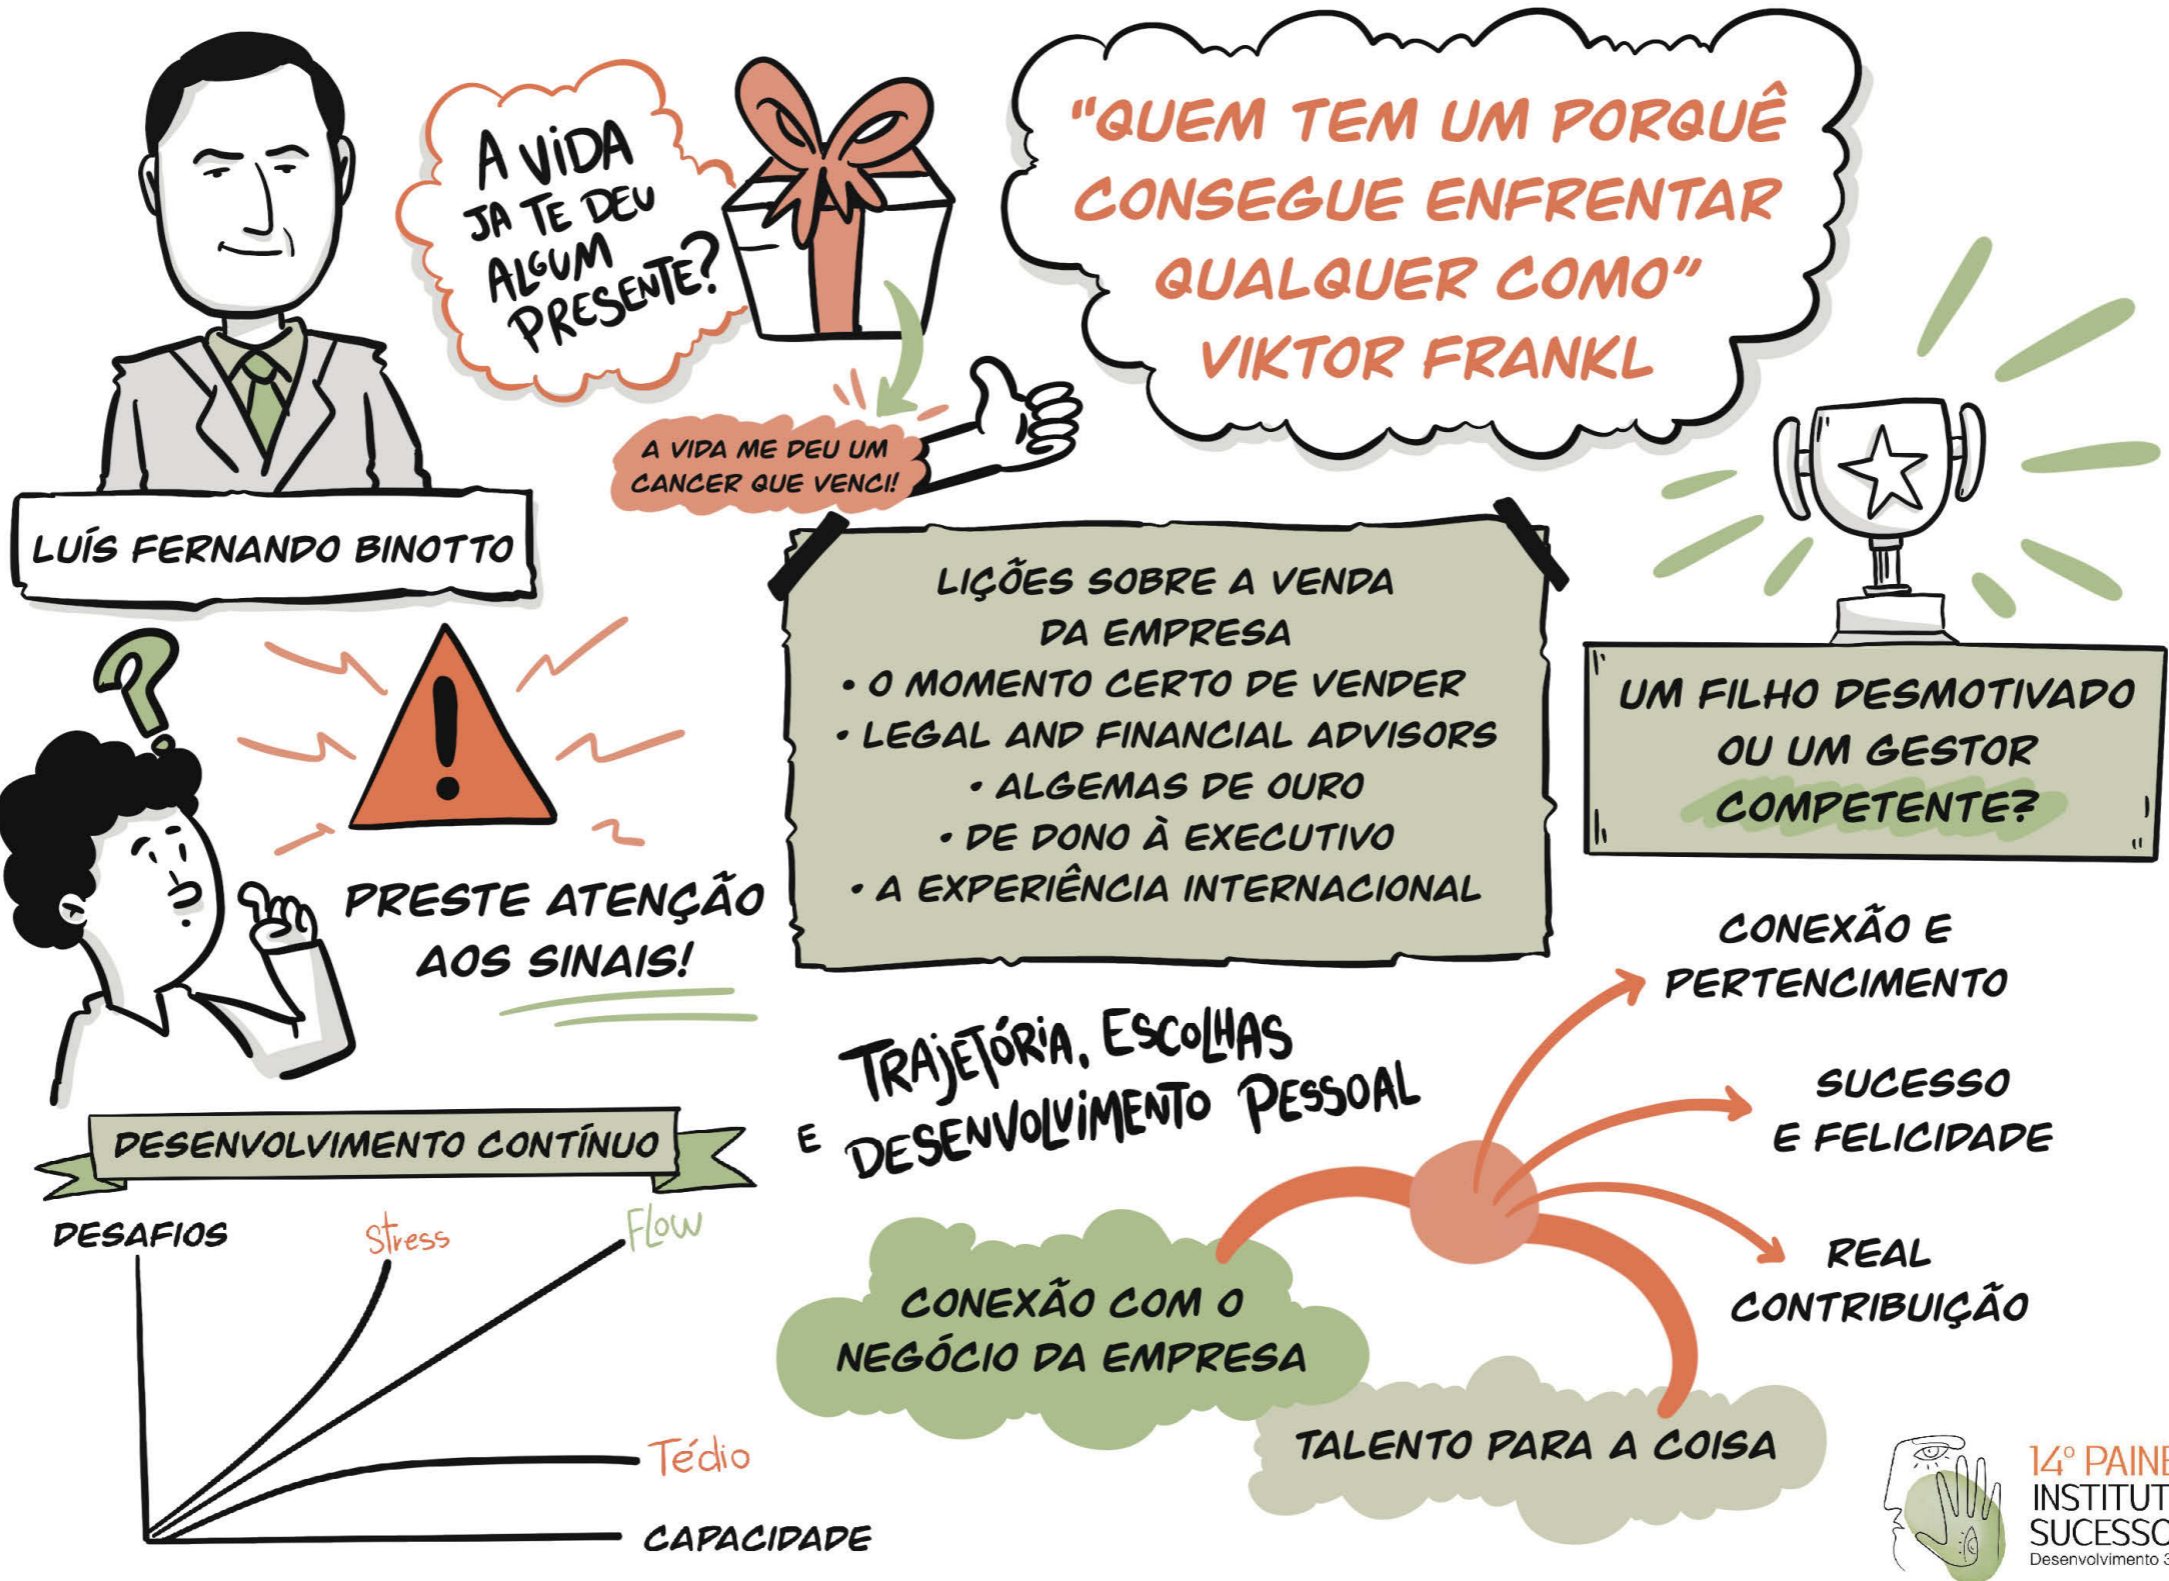 LUÍS FERNANDO BINOTTO
A VIDA
JA TE DEU
ALGUM
PRESENTE?
A VIDA ME DEU UM
CANCER QUE VENCI!
"QUEM TEM UM PORQUÊ
CONSEGUE ENFRENTAR
QUALQUER COMO"
VIKTOR FRANKL
?
!
PRESTE ATENÇÃO
AOS SINAIS!
LIÇÕES SOBRE A VENDA
DA EMPRESA
• O MOMENTO CERTO DE VENDER
• LEGAL AND FINANCIAL ADVISORS
• ALGEMAS DE OURO
• DE DONO À EXECUTIVO
• A EXPERIÊNCIA INTERNACIONAL
UM FILHO DESMOTIVADO
OU UM GESTOR
COMPETENTE?
DESENVOLVIMENTO CONTÍNUO
DESAFIOS
Stress
FLOW
Tédio
CAPACIDADE
TRAJETÓRIA, ESCOLHAS
E DESENVOLVIMENTO PESSOAL
CONEXÃO E
PERTENCIMENTO
SUCESSO
E FELICIDADE
REAL
CONTRIBUIÇÃO
CONEXÃO COM O
NEGÓCIO DA EMPRESA
TALENTO PARA A COISA
14º
Desenvolvimento